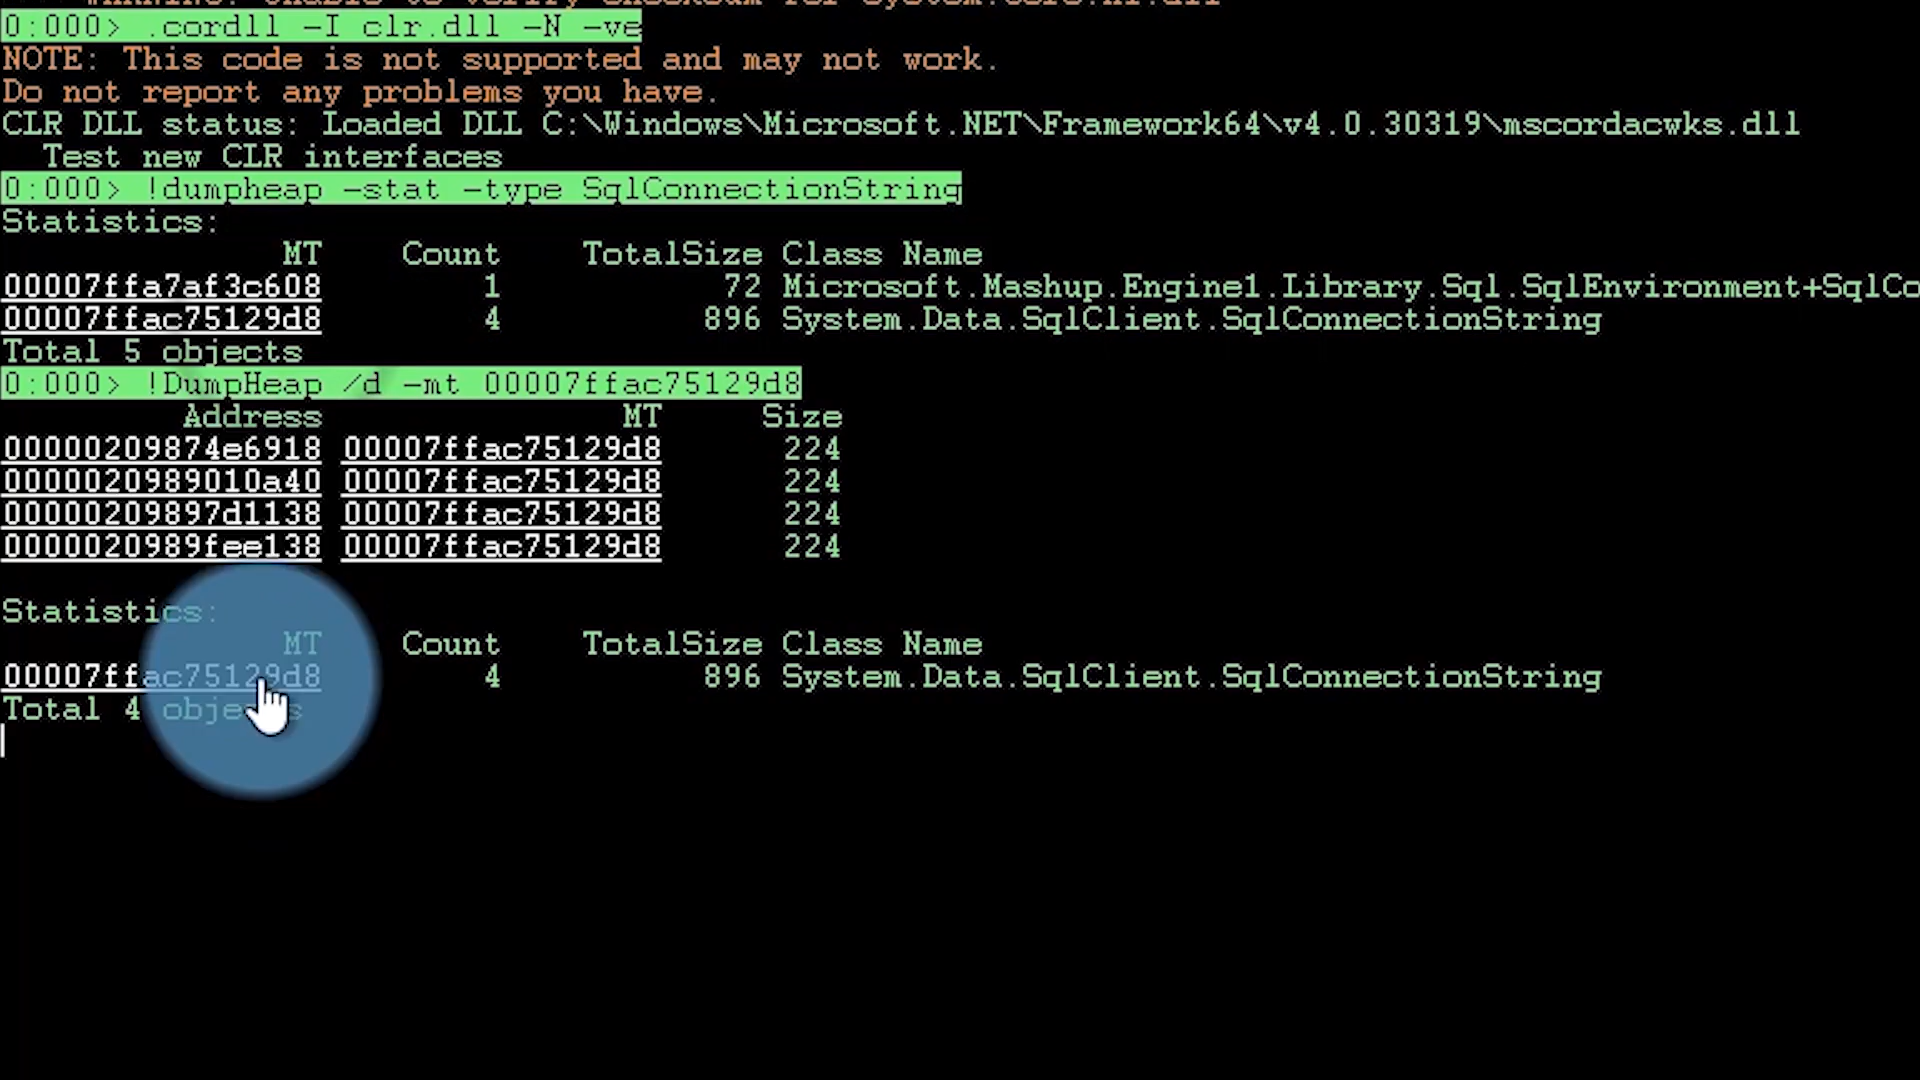 0:000> .cordll -I clr.dll -N -ve
NOTE: This code is not supported and may not work.
Do not report any problems you have.
CLR DLL status: Loaded DLL C:\Windows\Microsoft.NET\Framework64\v4.0.30319\mscordacwks.dll
Test new CLR interfaces
0:000> !dumpheap -stat -type SqlConnectionString
Statistics:
MT Count TotalSize Class Name
00007ffa7af3c608 1 72 Microsoft.Mashup.Engine1.Library.Sql.SqlEnvironment+SqlCo
00007ffac75129d8 4 896 System.Data.SqlClient.SqlConnectionString
Total 5 objects
0:000> !DumpHeap /d -mt 00007ffac75129d8
Address MT Size
00000209874e6918 00007ffac75129d8 224
0000020989010a40 00007ffac75129d8 224
00000209897d1138 00007ffac75129d8 224
0000020989fee138 00007ffac75129d8 224
Statistics:
MT Count TotalSize Class Name
00007ffac75129d8 4 896 System.Data.SqlClient.SqlConnectionString
Total 4 objects